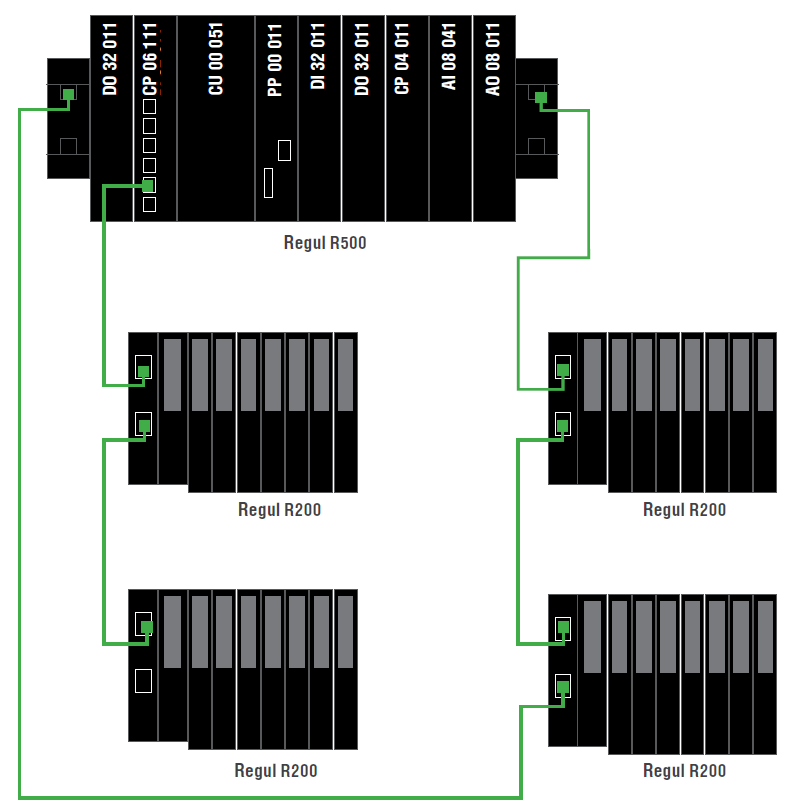 DO 32 011
CP 06 111
CU 00 051
PP 00 011
DI 32 011
DO 32 011
CP 04 011
AI 08 041
AO 08 011
Regul R500
Regul R200
Regul R200
Regul R200
Regul R200